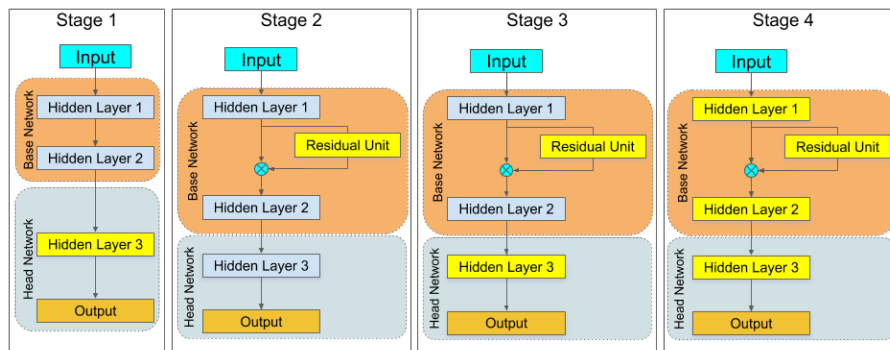 Stage 1
Input
Base Network
Hidden Layer 1
Hidden Layer 2
Head Network
Hidden Layer 3
Output
Stage 2
Input
Base Network
Hidden Layer 1
Residual Unit
Hidden Layer 2
Head Network
Hidden Layer 3
Output
Stage 3
Input
Base Network
Hidden Layer 1
Residual Unit
Hidden Layer 2
Head Network
Hidden Layer 3
Output
Stage 4
Input
Base Network
Hidden Layer 1
Residual Unit
Hidden Layer 2
Head Network
Hidden Layer 3
Output